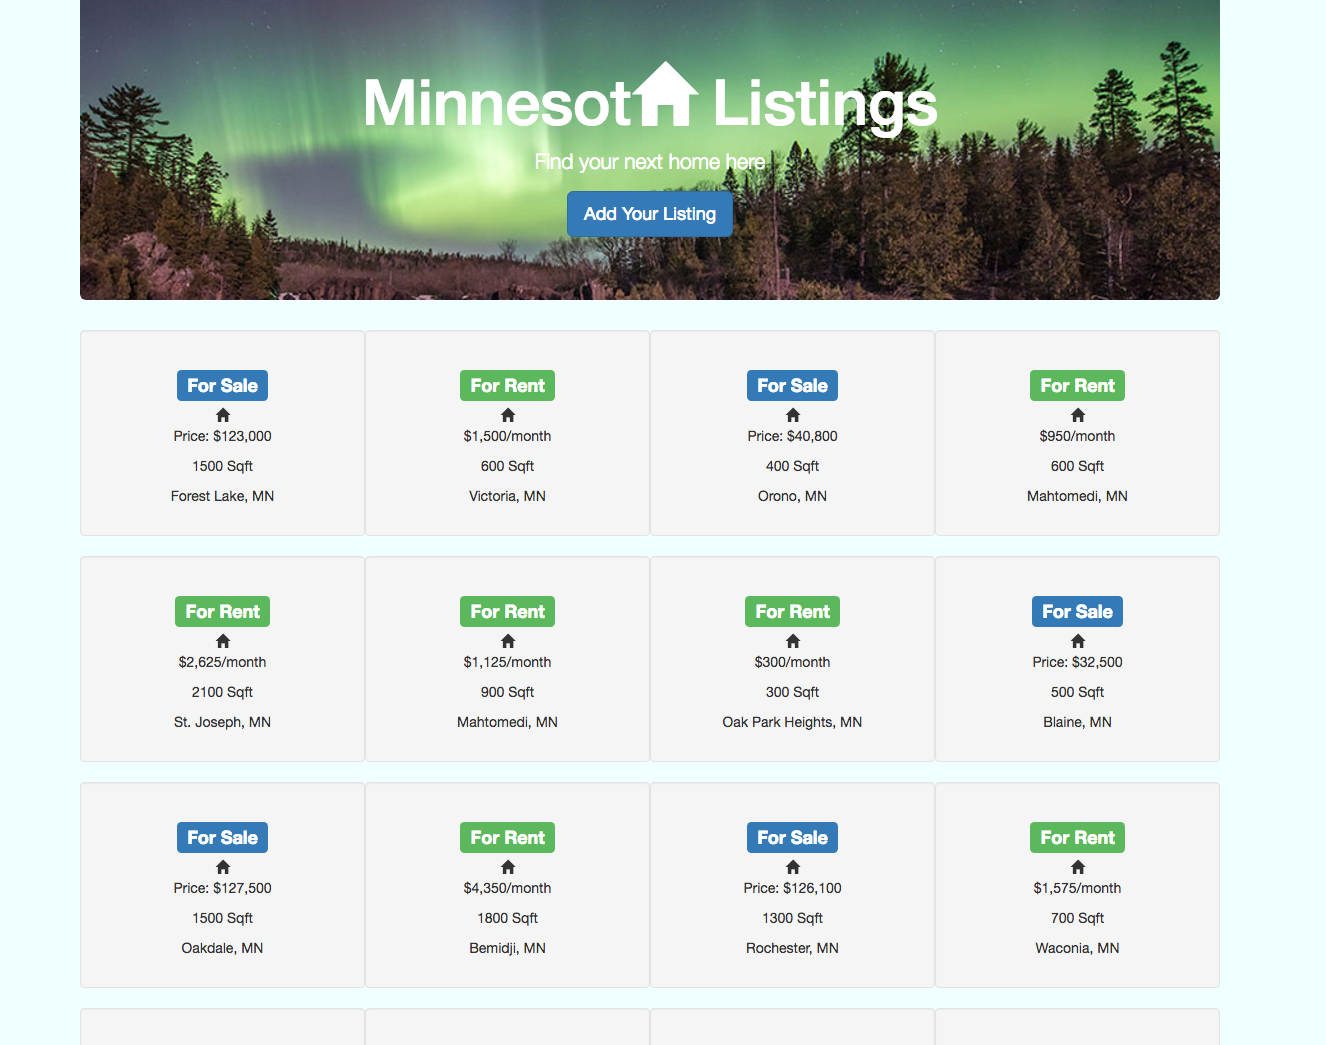 Minnesot Listings
Find your next home here
Add Your Listing
For Sale
Price: $123,000
1500 Sqft
Forest Lake, MN
For Rent
$1,500/month
600 Sqft
Victoria, MN
For Sale
Price: $40,800
400 Sqft
Orono, MN
For Rent
$950/month
600 Sqft
Mahtomedi, MN
For Rent
$2,625/month
2100 Sqft
St. Joseph, MN
For Rent
$1,125/month
900 Sqft
Mahtomedi, MN
For Rent
$300/month
300 Sqft
Oak Park Heights, MN
For Sale
Price: $32,500
500 Sqft
Blaine, MN
For Sale
Price: $127,500
1500 Sqft
Oakdale, MN
For Rent
$4,350/month
1800 Sqft
Bemidji, MN
For Sale
Price: $126,100
1300 Sqft
Rochester, MN
For Rent
$1,575/month
700 Sqft
Waconia, MN